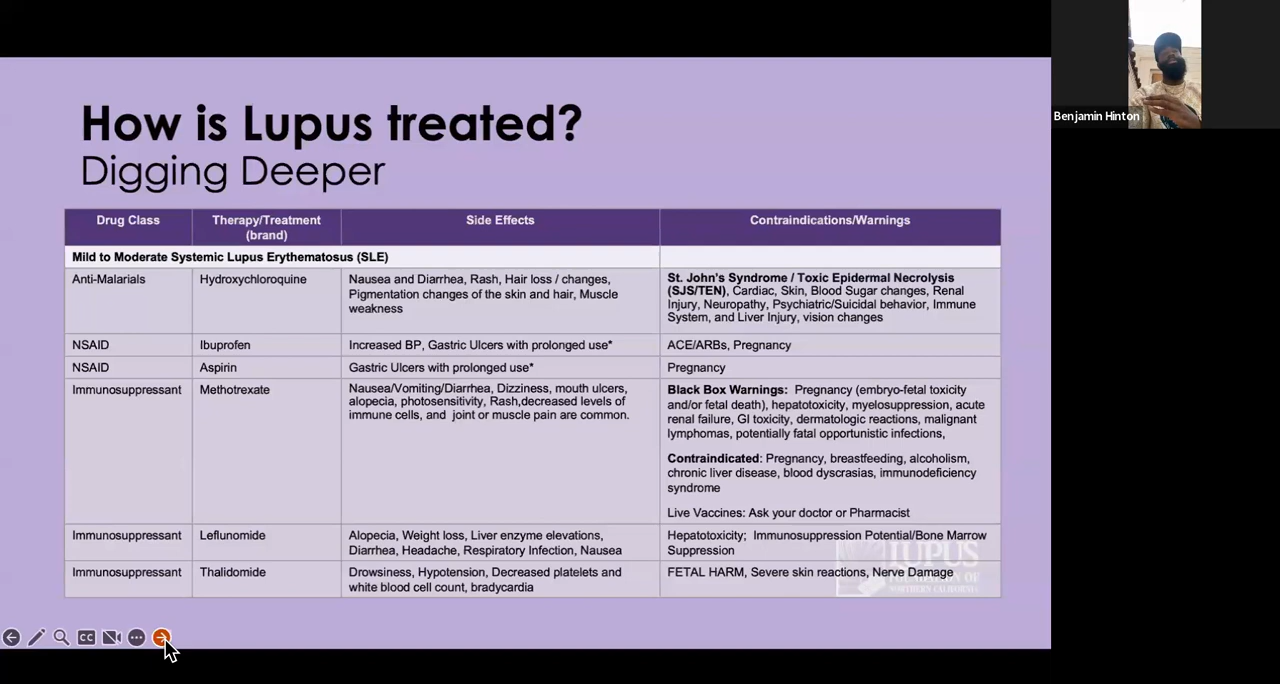 How is Lupus treated?
Digging Deeper
Benjamin Hinton
Drug Class
Therapy/Treatment
(brand)
Side Effects
Contraindications/Warnings
Mild to Moderate Systemic Lupus Erythematosus (SLE)
Anti-Malarials
Hydroxychloroquine
Nausea and Diarrhea, Rash, Hair loss / changes,
Pigmentation changes of the skin and hair, Muscle
weakness
St. John's Syndrome / Toxic Epidermal Necrolysis
(SJS/TEN), Cardiac, Skin, Blood Sugar changes, Renal
Injury, Neuropathy, Psychiatric/Suicidal behavior, Immune
System, and Liver Injury, vision changes
NSAID
Ibuprofen
Increased BP, Gastric Ulcers with prolonged use*
ACE/ARBs, Pregnancy
NSAID
Aspirin
Gastric Ulcers with prolonged use*
Pregnancy
Immunosuppressant
Methotrexate
Nausea/Vomiting/Diarrhea, Dizziness, mouth ulcers,
alopecia, photosensitivity, Rash,decreased levels of
immune cells, and joint or muscle pain are common.
Black Box Warnings: Pregnancy (embryo-fetal toxicity
and/or fetal death), hepatotoxicity, myelosuppression, acute
renal failure, GI toxicity, dermatologic reactions, malignant
lymphomas, potentially fatal opportunistic infections,
Contraindicated: Pregnancy, breastfeeding, alcoholism,
chronic liver disease, blood dyscrasias, immunodeficiency
syndrome
Live Vaccines: Ask your doctor or Pharmacist
Immunosuppressant
Leflunomide
Alopecia, Weight loss, Liver enzyme elevations,
Diarrhea, Headache, Respiratory Infection, Nausea
Hepatotoxicity; Immunosuppression Potential/Bone Marrow
Suppression
Immunosuppressant
Thalidomide
Drowsiness, Hypotension, Decreased platelets and
white blood cell count, bradycardia
FETAL HARM, Severe skin reactions, Nerve Damage
LUPUS
FOUNDATION OF
NORTHERN CALIFORNIA
CC